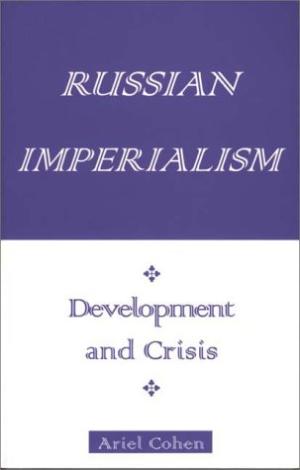 RUSSIAN
IMPERIALISM
Development
and Crisis
Ariel Cohen